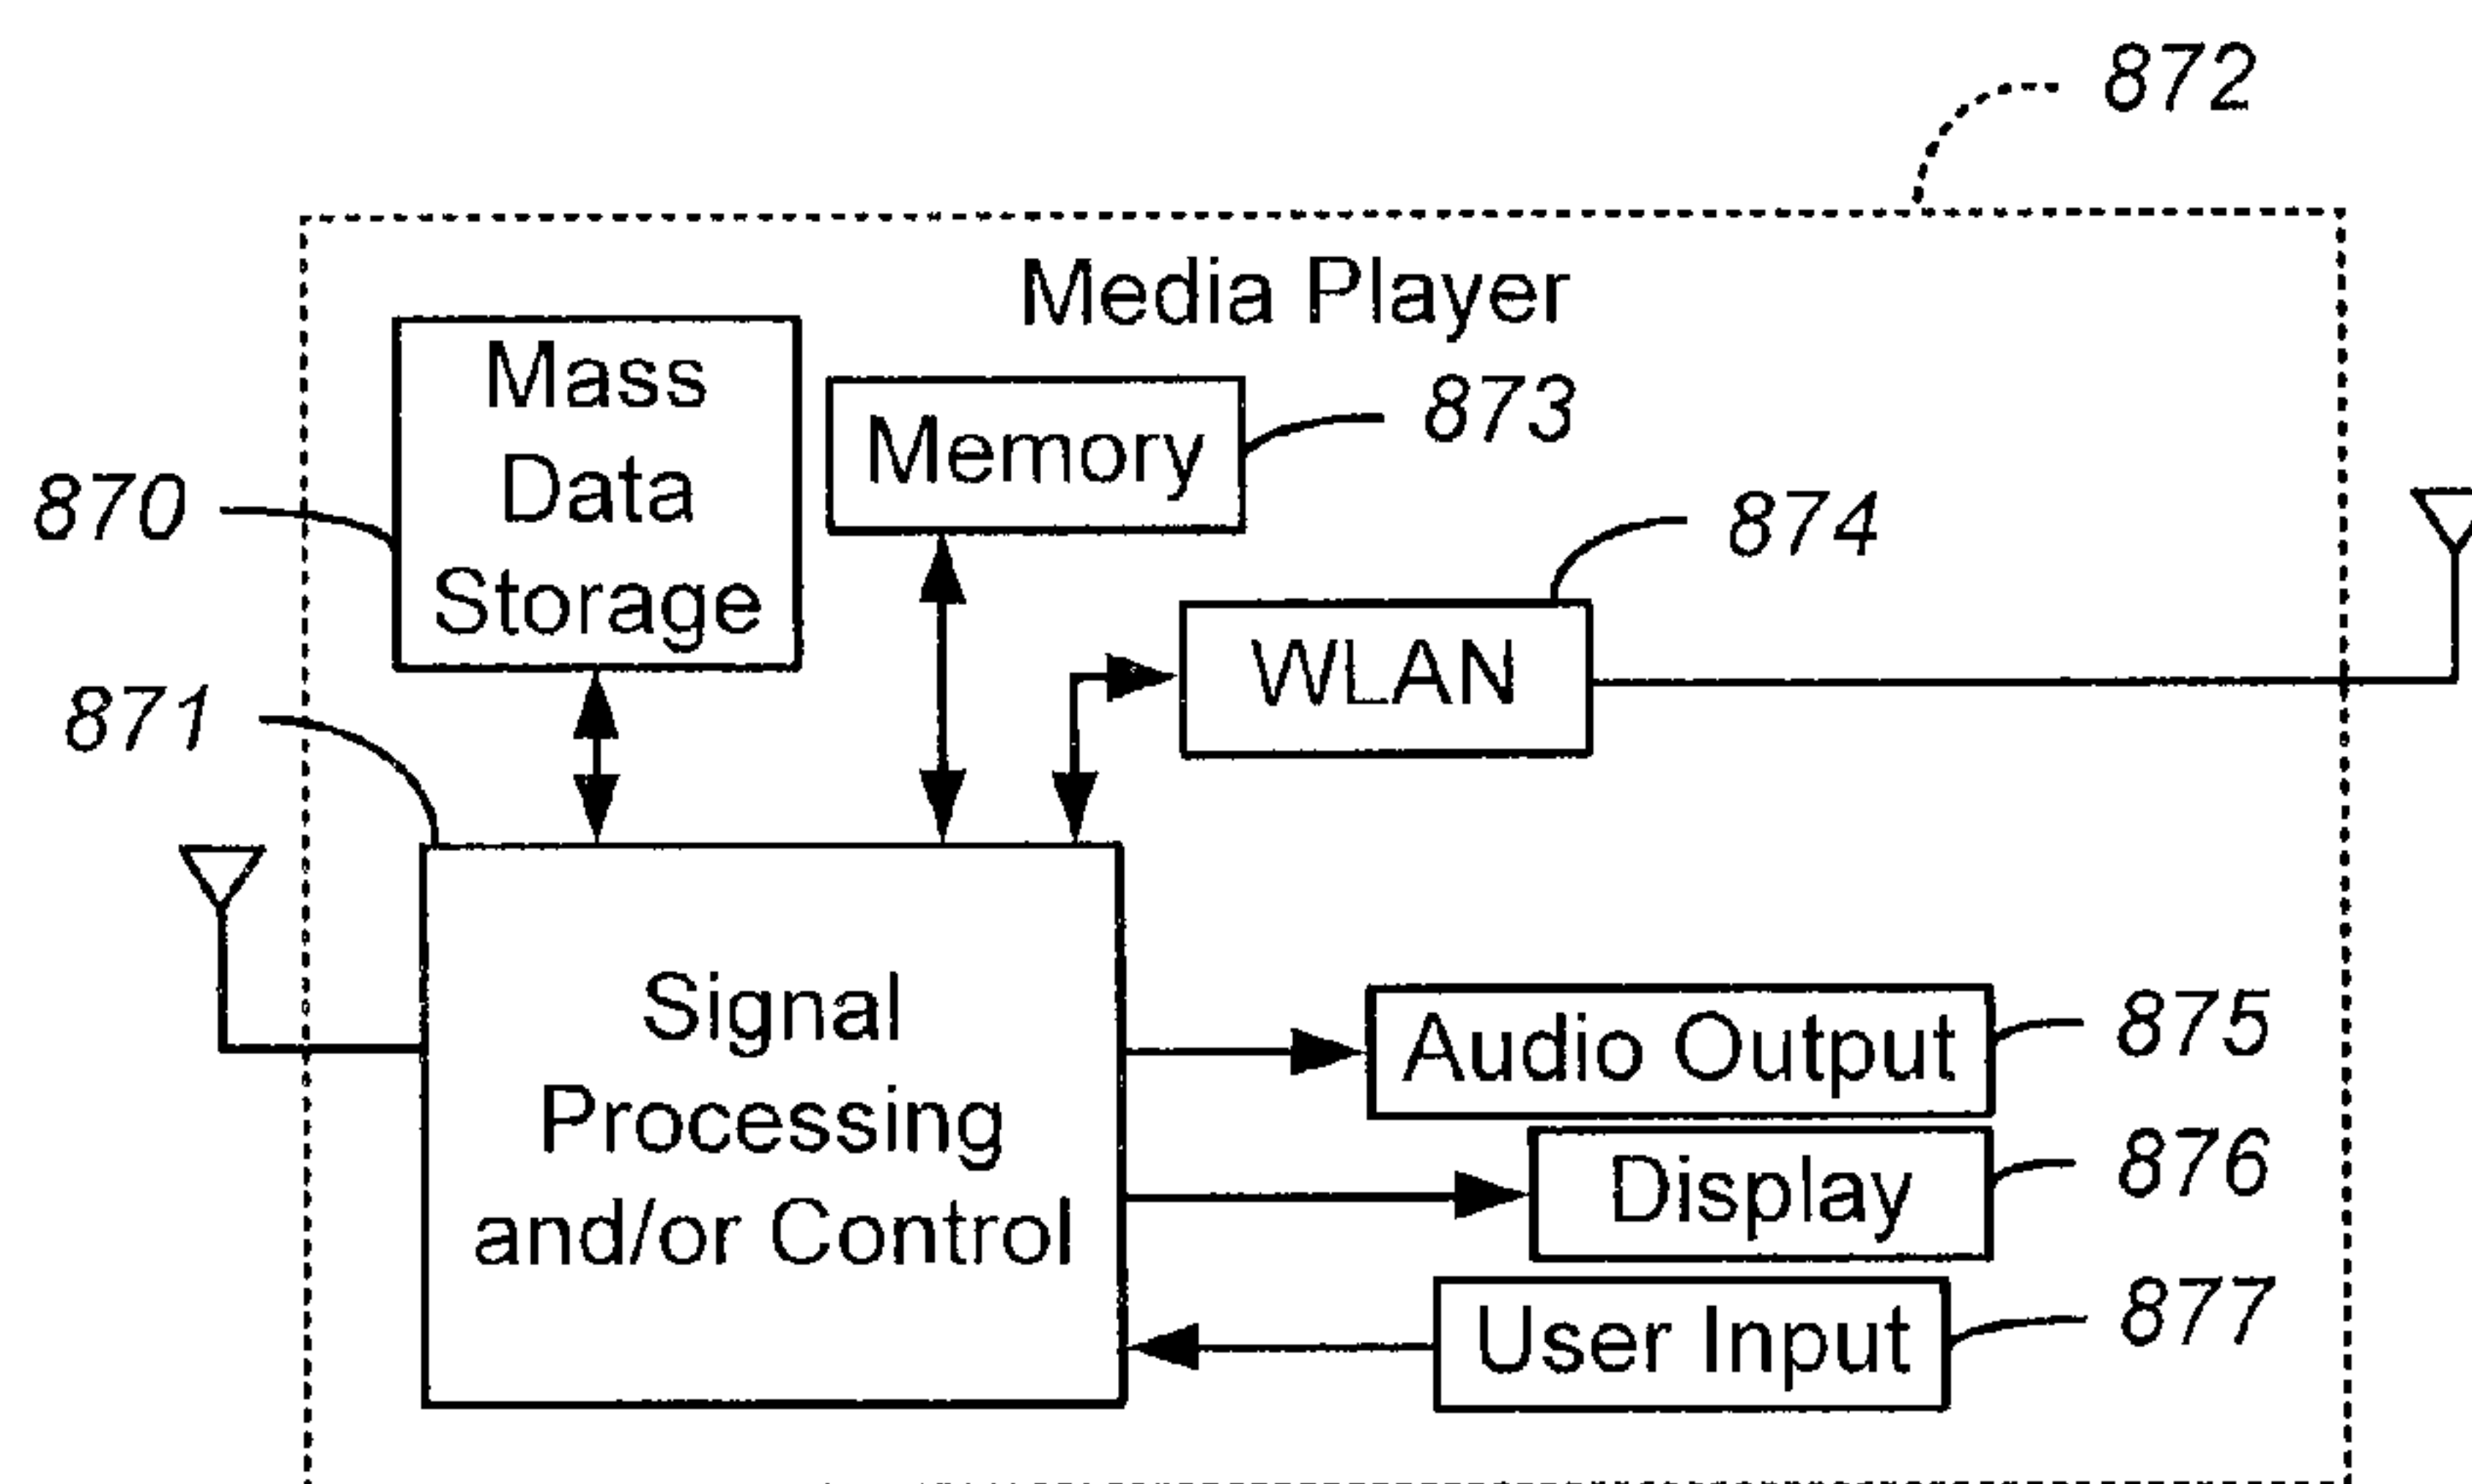 872
Media Player
Mass
Data
Storage
Memory
873
870
874
WLAN
871
Signal
Processing
and/or Control
Audio Output
875
Display
876
User Input
877